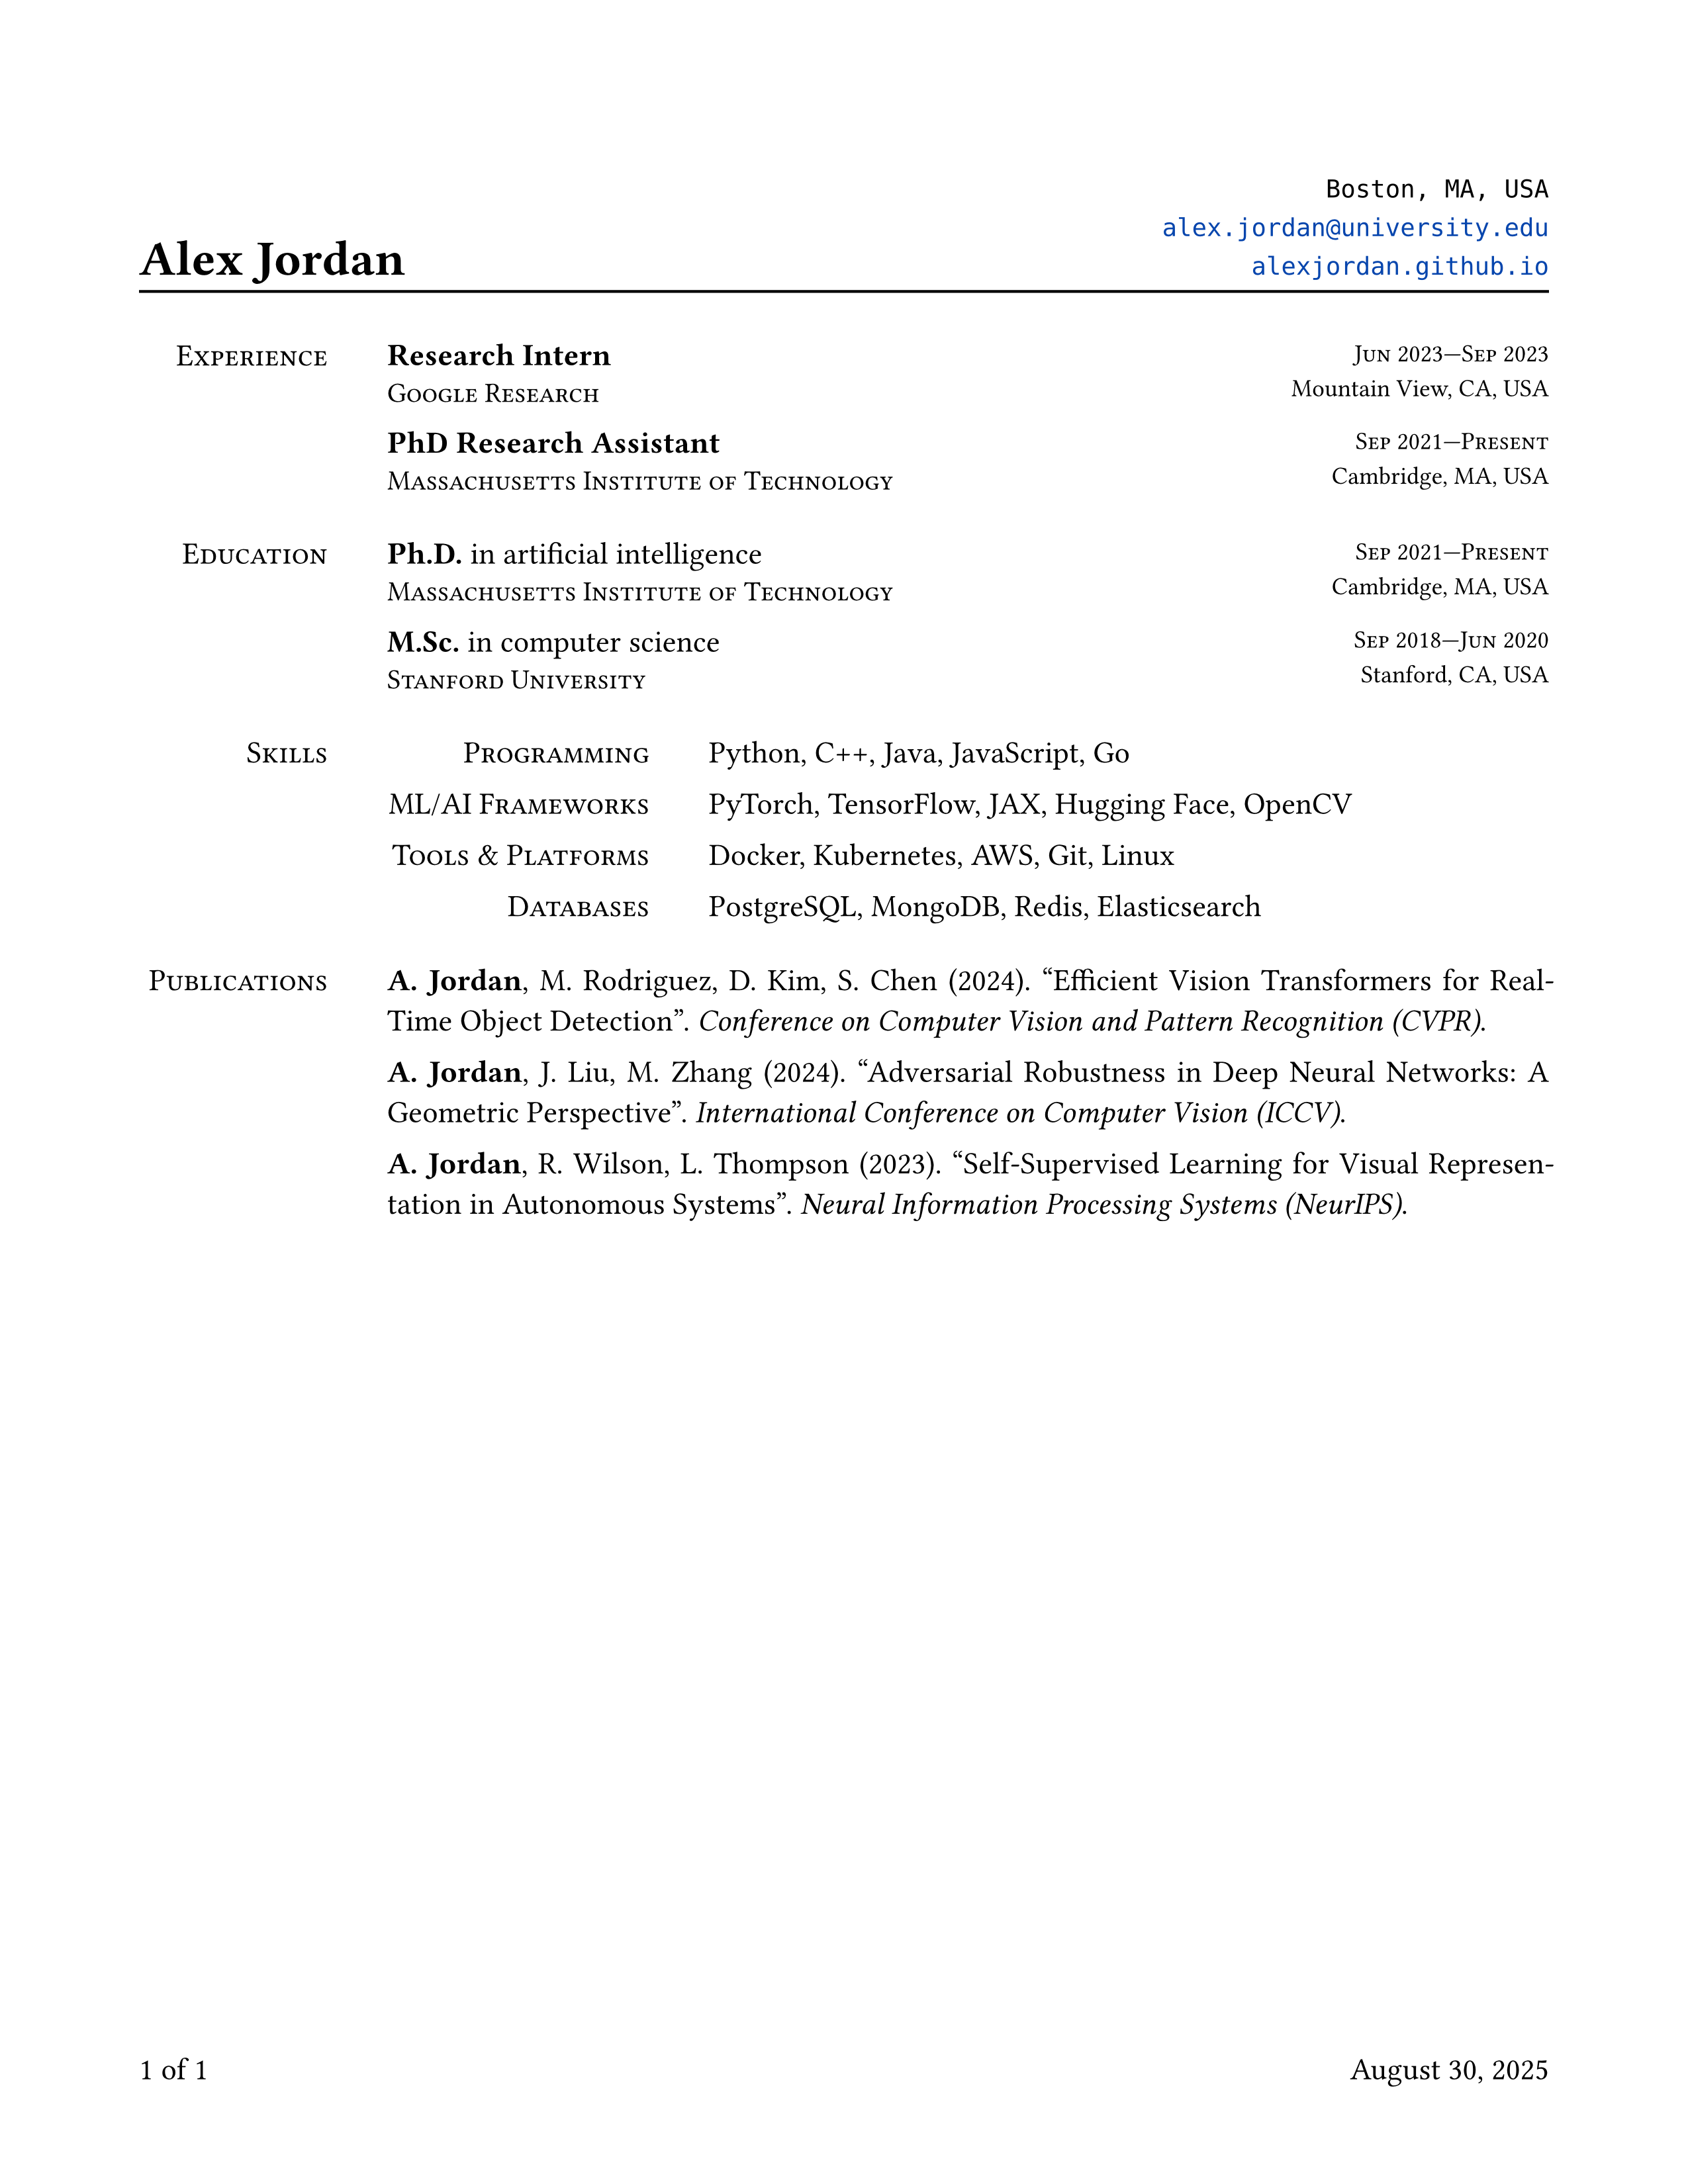 Boston, MA, USA
alex.jordan@university.edu
Alex Jordan
alexjordan.github.io
Experience
Research Intern
Jun 2023—Sep 2023
Google Research
Mountain View, CA, USA
PhD Research Assistant
Sep 2021—Present
Massachusetts Institute of Technology
Cambridge, MA, USA
Education
Ph.D. in artificial intelligence
Sep 2021—Present
Massachusetts Institute of Technology
Cambridge, MA, USA
M.Sc. in computer science
Sep 2018—Jun 2020
Stanford University
Stanford, CA, USA
Skills
Programming Python, C++, Java, JavaScript, Go
ML/AI Frameworks PyTorch, TensorFlow, JAX, Hugging Face, OpenCV
Tools & Platforms Docker, Kubernetes, AWS, Git, Linux
Databases PostgreSQL, MongoDB, Redis, Elasticsearch
Publications
A. Jordan, M. Rodriguez, D. Kim, S. Chen (2024). “Efficient Vision Transformers for Real-
Time Object Detection”. Conference on Computer Vision and Pattern Recognition (CVPR).
A. Jordan, J. Liu, M. Zhang (2024). “Adversarial Robustness in Deep Neural Networks: A
Geometric Perspective”. International Conference on Computer Vision (ICCV).
A. Jordan, R. Wilson, L. Thompson (2023). “Self-Supervised Learning for Visual Represen-
tation in Autonomous Systems”. Neural Information Processing Systems (NeurIPS).
1 of 1
August 30, 2025